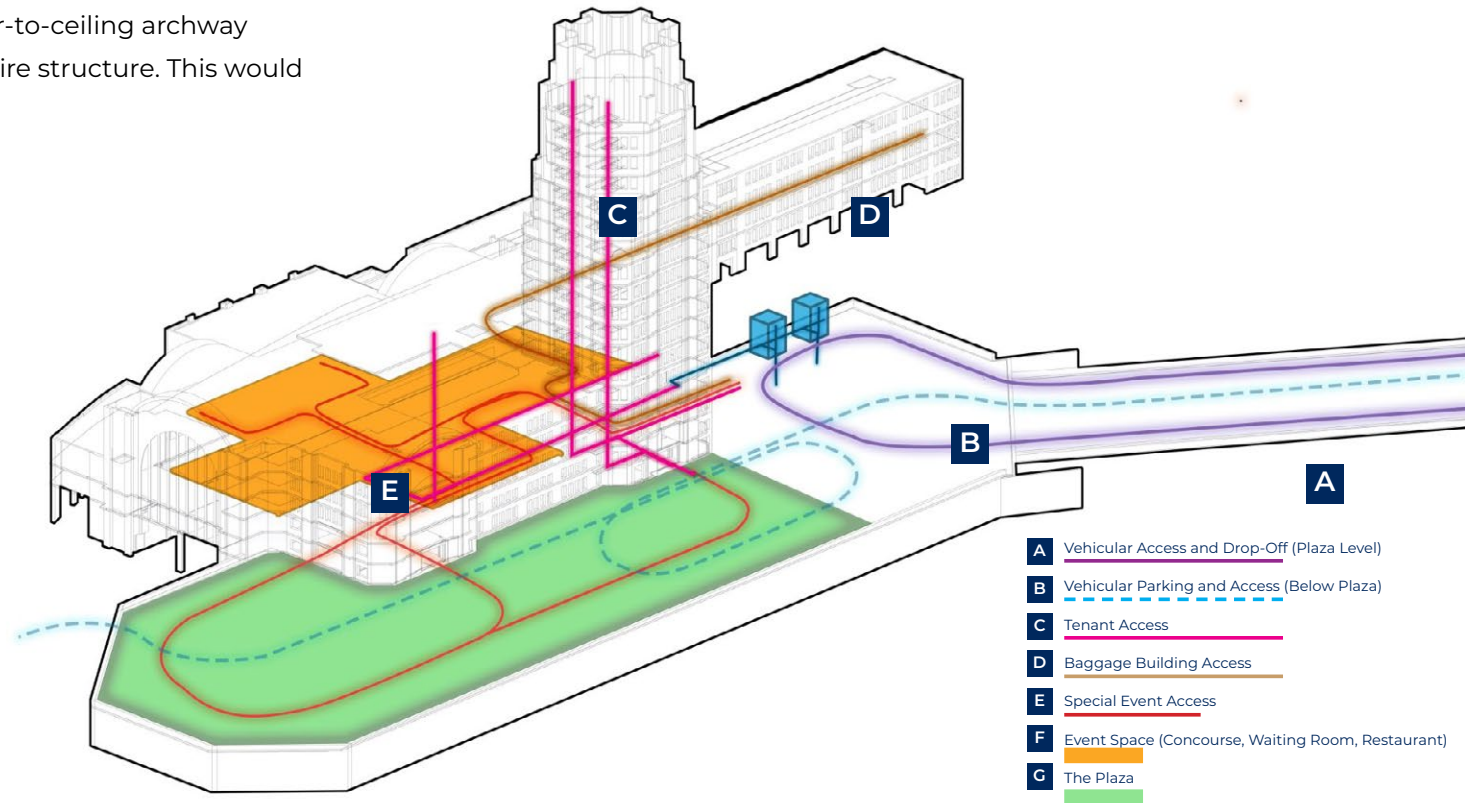 r-to-ceiling archway
ire structure. This would
C
D
B
E
A
A Vehicular Access and Drop-Off (Plaza Level)
B Vehicular Parking and Access (Below Plaza)
C Tenant Access
D Baggage Building Access
E Special Event Access
F Event Space (Concourse, Waiting Room, Restaurant)
G The Plaza